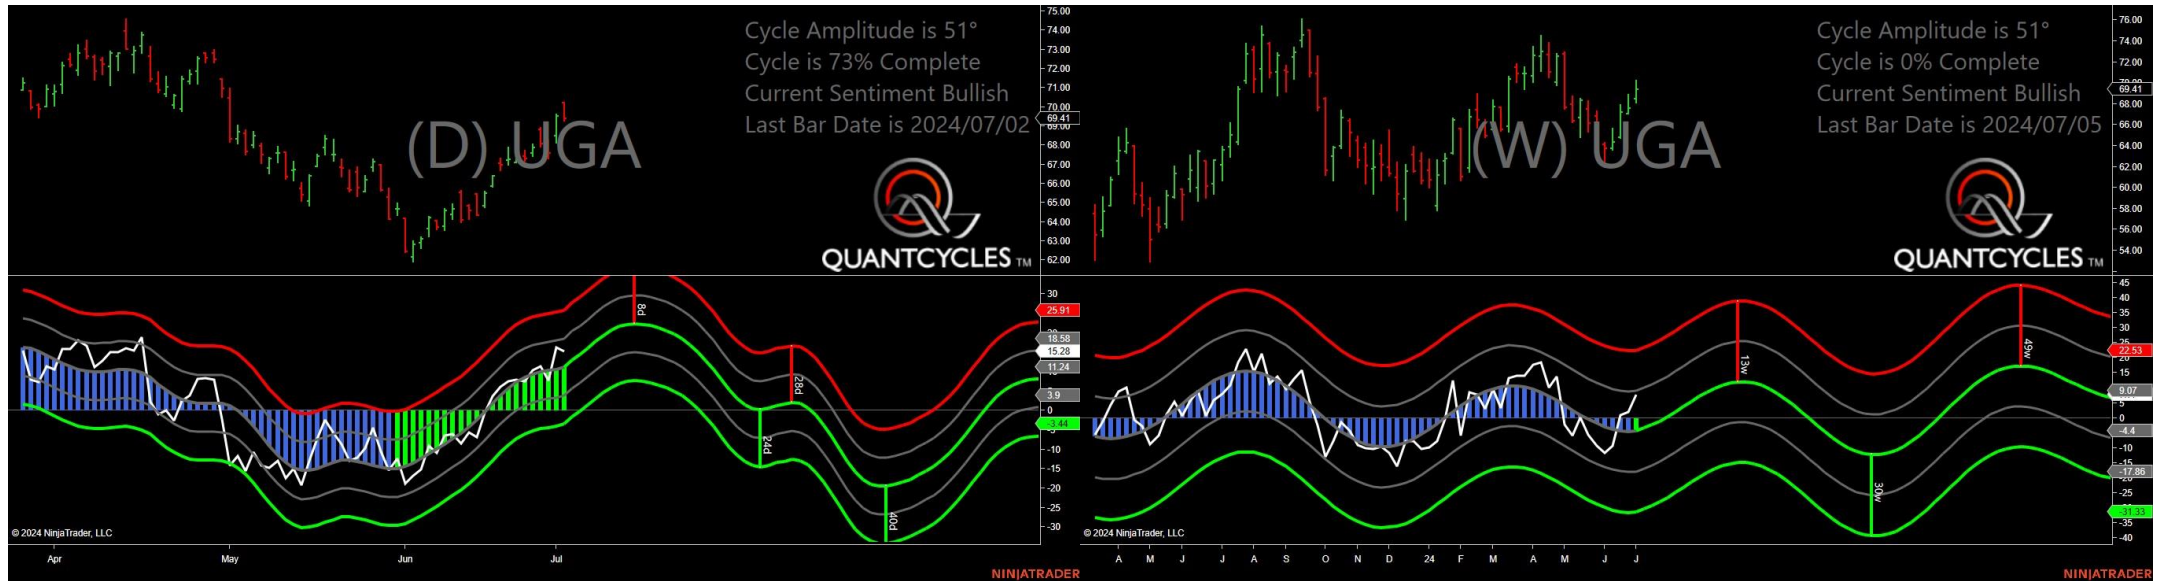 Cycle Amplitude is 51°
Cycle is 73% Complete
Current Sentiment Bullish
Last Bar Date is 2024/07/02
(D) UGA
QUANTCYCLES TM
75.00
74.00
73.00
72.00
71.00
70.00
69.41
69.00
68.00
67.00
66.00
65.00
64.00
63.00
62.00
30
25.91
18.58
15.28
11.24
3.9
0
-3.44
-10
-15
-20
-25
-30
8d
24d
28d
40d
© 2024 NinjaTrader, LLC
Apr May Jun Jul
NINJATRADER
Cycle Amplitude is 51°
Cycle is 0% Complete
Current Sentiment Bullish
Last Bar Date is 2024/07/05
(W) UGA
QUANTCYCLES TM
76.00
74.00
72.00
69.41
68.00
66.00
64.00
62.00
60.00
58.00
56.00
54.00
45
40
35
30
22.53
15
9.07
5
0
-4.4
-10
-17.86
-25
-31.33
-35
-40
13w
30w
49w
© 2024 NinjaTrader, LLC
A M J J A S O N D 24 F M A M J J
NINJATRADER